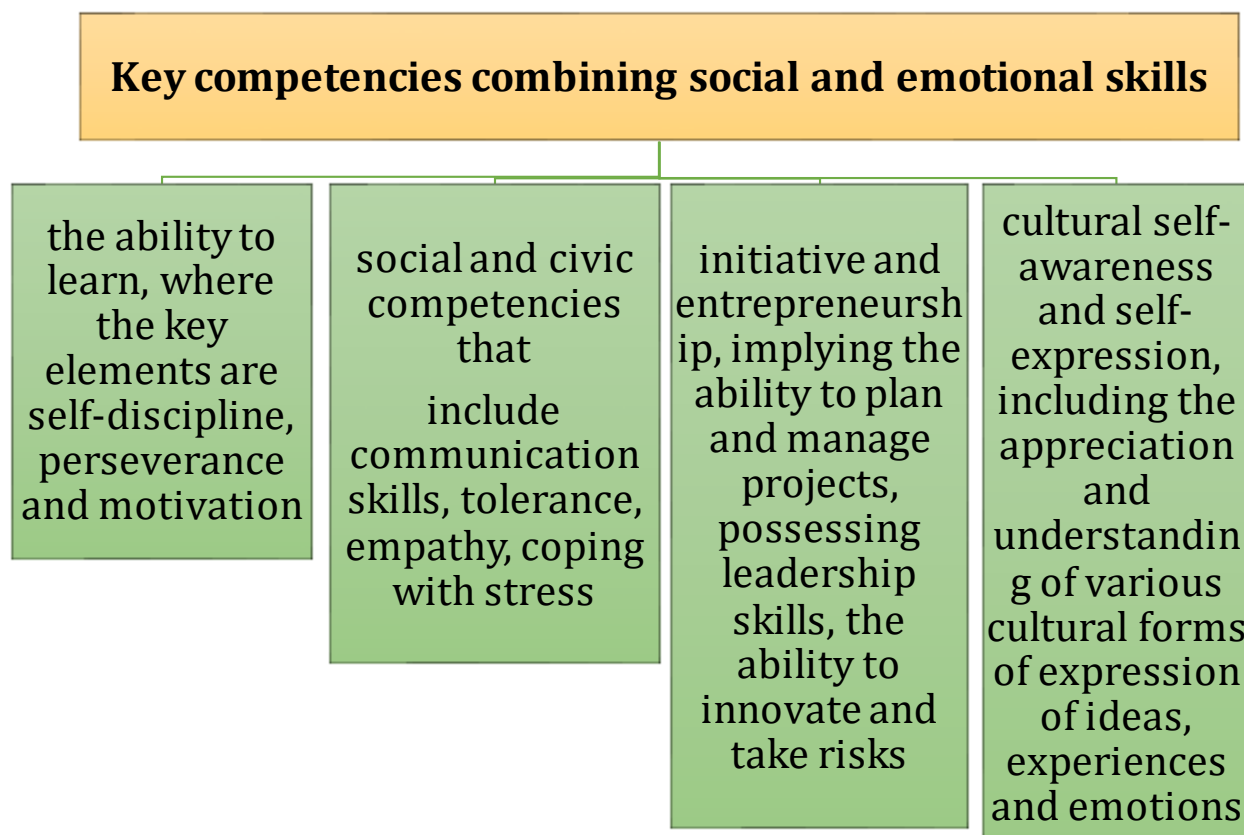 Key competencies combining social and emotional skills
the ability to
learn, where
the key
elements are
self-discipline,
perseverance
and motivation
social and civic
competencies
that
include
communication
skills, tolerance,
empathy, coping
with stress
initiative and
entrepreneursh
ip, implying the
ability to plan
and manage
projects,
possessing
leadership
skills, the
ability to
innovate and
take risks
cultural self-
awareness
and self-
expression,
including the
appreciation
and
understandin
g of various
cultural forms
of expression
of ideas,
experiences
and emotions